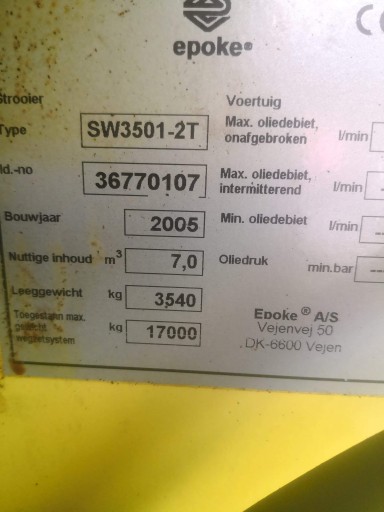 epoke®
Strooier
Voertuig
Type SW3501-2T
Max. oliedebiet, onafgebroken l/min
Id.-no 36770107
Max. oliedebiet, intermitterend l/min
Bouwjaar 2005
Min. oliedebiet l/min
Nuttige inhoud m³ 7,0
Oliedruk min.bar
Leeggewicht kg 3540
Toegestaan max. kg 17000
Epoke® A/S
Vejenvej 50
DK-6600 Vejen